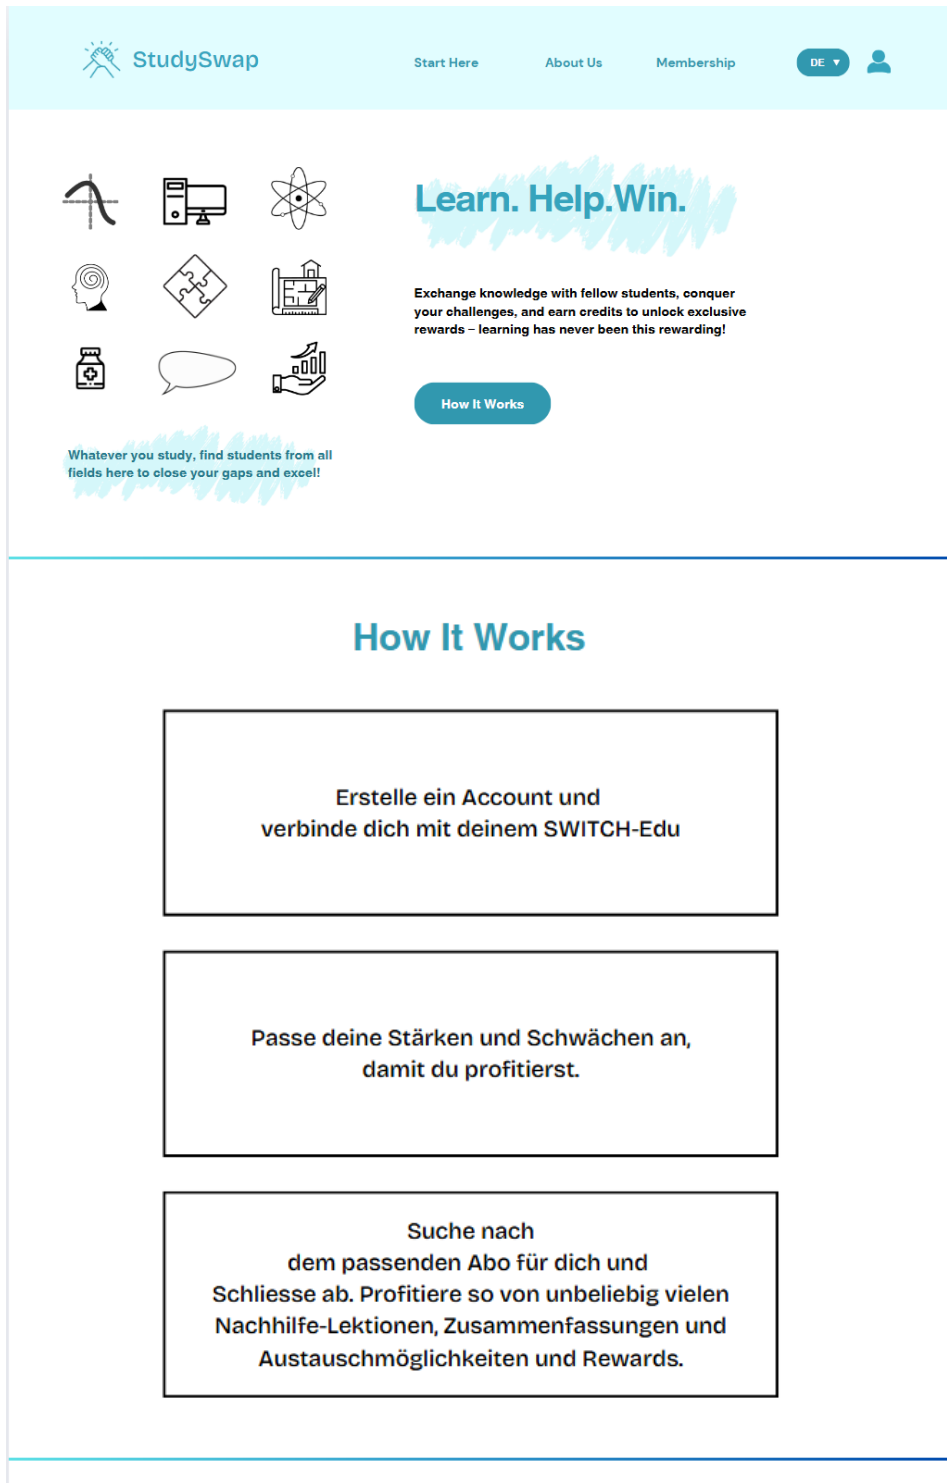 StudySwap
Start Here
About Us
Membership
DE ▼
Learn. Help.Win.
Exchange knowledge with fellow students, conquer
your challenges, and earn credits to unlock exclusive
rewards – learning has never been this rewarding!
How It Works
Whatever you study, find students from all
fields here to close your gaps and excel!
How It Works
Erstelle ein Account und
verbinde dich mit deinem SWITCH-Edu
Passe deine Stärken und Schwächen an,
damit du profitierst.
Suche nach
dem passenden Abo für dich und
Schliesse ab. Profitiere so von unbeliebig vielen
Nachhilfe-Lektionen, Zusammenfassungen und
Austauschmöglichkeiten und Rewards.